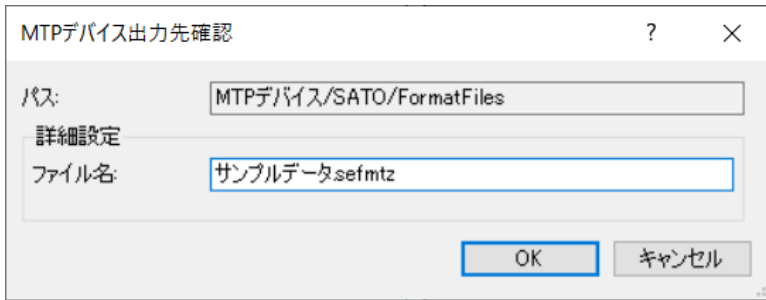 MTPデバイス出力先確認 ? ×
パス: MTPデバイス/SATO/FormatFiles
詳細設定
ファイル名: サンプルデータ.sefmtz
OK キャンセル